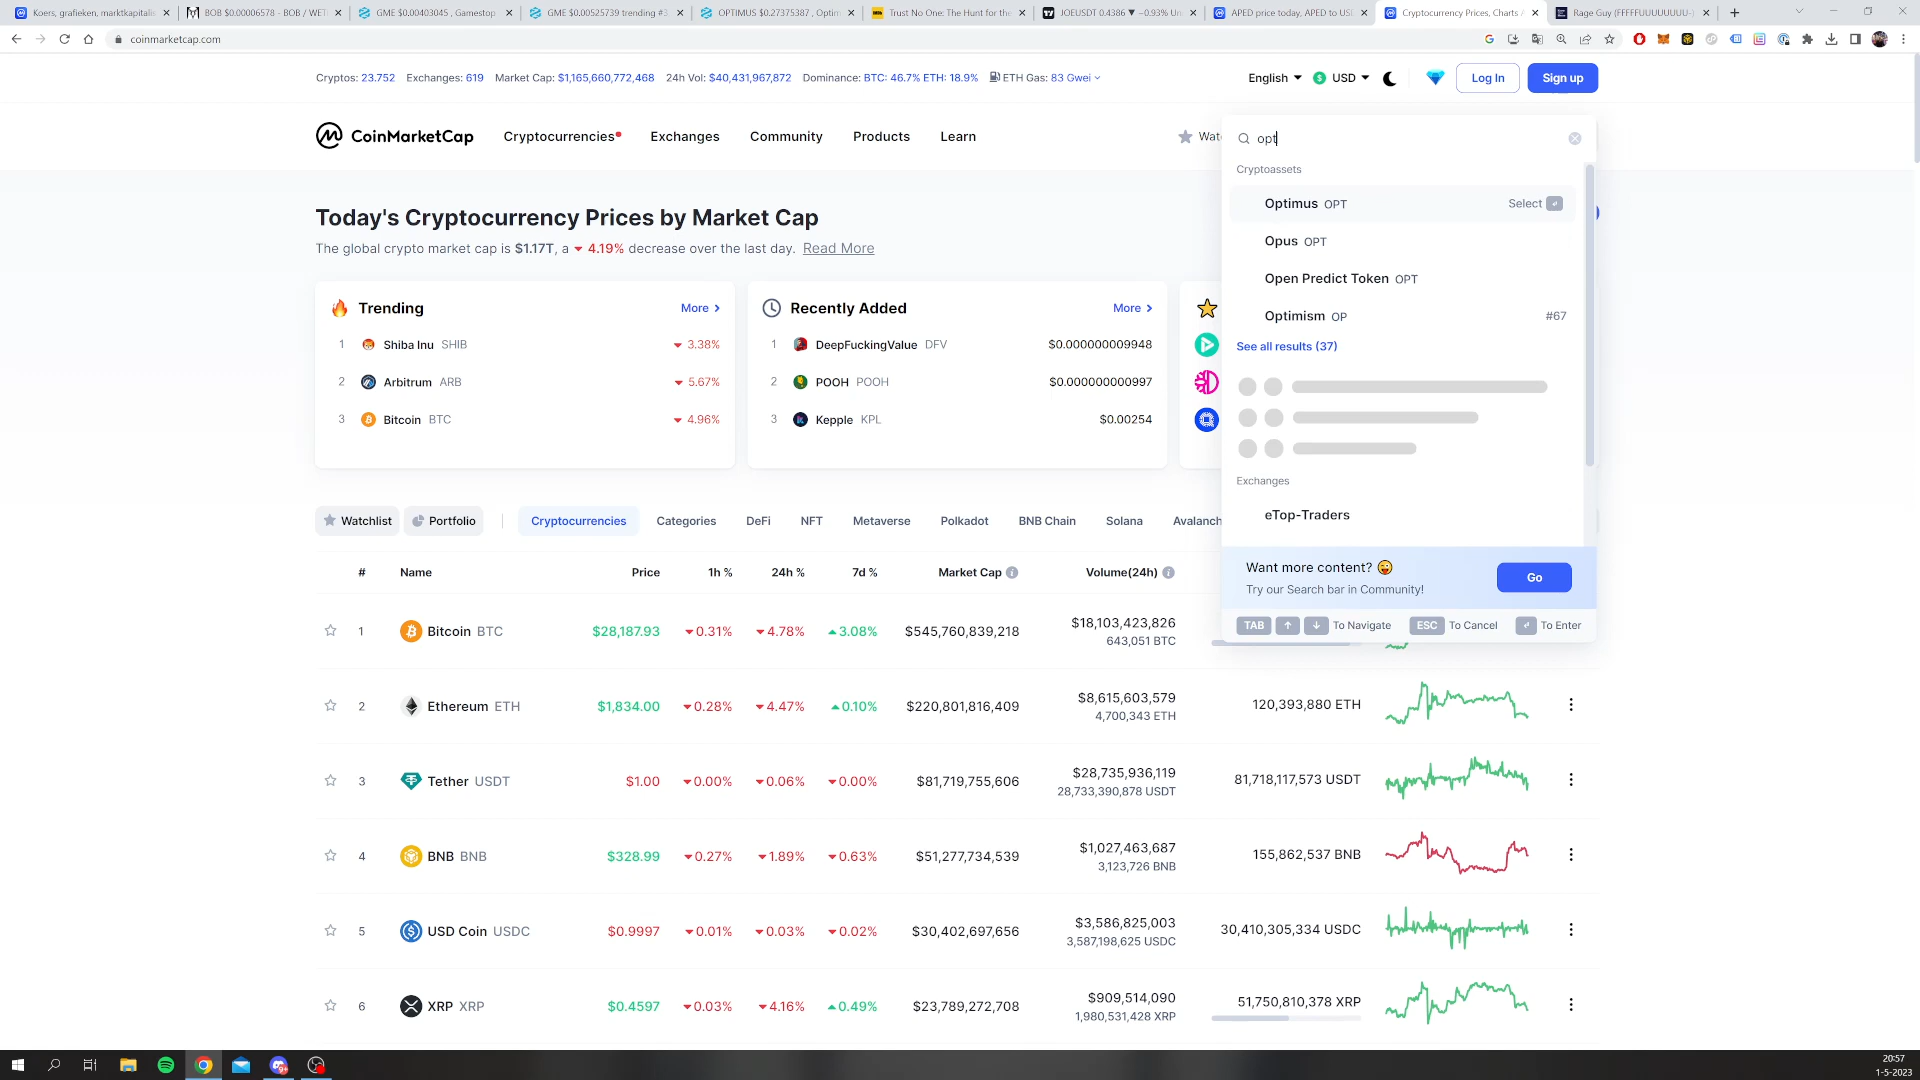 Koers, grafieken, marktkapitali
BOB $0.00006578 - BOB / WET
GME $0.00403045 , Gamestop
GME $0.00525739 trending #3
OPTIMUS $0.27375387 , Optim
Trust No One: The Hunt for the
JOEUSDT 0.4386 ▼ −0.93% Un
APED price today, APED to US
Cryptocurrency Prices, Charts /
Rage Guy (FFFFFUUUUUUUU-)
coinmarketcap.com
Cryptos: 23.752 Exchanges: 619 Market Cap: $1,165,660,772,468 24h Vol: $40,431,967,872 Dominance: BTC: 46.7% ETH: 18.9% ETH Gas: 83 Gwei
English USD Log In Sign up
CoinMarketCap Cryptocurrencies Exchanges Community Products Learn
opt
Cryptoassets
Optimus OPT Select
Opus OPT
Open Predict Token OPT
Optimism OP #67
See all results (37)
Exchanges
eTop-Traders
Want more content? 😜
Try our Search bar in Community!
Go
TAB ↑ ↓ To Navigate ESC To Cancel To Enter
Today's Cryptocurrency Prices by Market Cap
The global crypto market cap is $1.17T, a ▼ 4.19% decrease over the last day. Read More
Trending More
1 Shiba Inu SHIB ▼ 3.38%
2 Arbitrum ARB ▼ 5.67%
3 Bitcoin BTC ▼ 4.96%
Recently Added More
1 DeepFuckingValue DFV $0.000000009948
2 POOH POOH $0.000000000997
3 Kepple KPL $0.00254
Watchlist Portfolio Cryptocurrencies Categories DeFi NFT Metaverse Polkadot BNB Chain Solana Avalanch
# Name Price 1h % 24h % 7d % Market Cap Volume(24h)
1 Bitcoin BTC $28,187.93 ▼0.31% ▼4.78% ▲3.08% $545,760,839,218 $18,103,423,826
643,051 BTC
2 Ethereum ETH $1,834.00 ▼0.28% ▼4.47% ▲0.10% $220,801,816,409 $8,615,603,579 120,393,880 ETH
4,700,343 ETH
3 Tether USDT $1.00 ▼0.00% ▼0.06% ▼0.00% $81,719,755,606 $28,735,936,119 81,718,117,573 USDT
28,733,390,878 USDT
4 BNB BNB $328.99 ▼0.27% ▼1.89% ▼0.63% $51,277,734,539 $1,027,463,687 155,862,537 BNB
3,123,726 BNB
5 USD Coin USDC $0.9997 ▼0.01% ▼0.03% ▼0.02% $30,402,697,656 $3,586,825,003 30,410,305,334 USDC
3,587,198,625 USDC
6 XRP XRP $0.4597 ▼0.03% ▼4.16% ▲0.49% $23,789,272,708 $909,514,090 51,750,810,378 XRP
1,980,531,428 XRP
20:57
1-5-2023